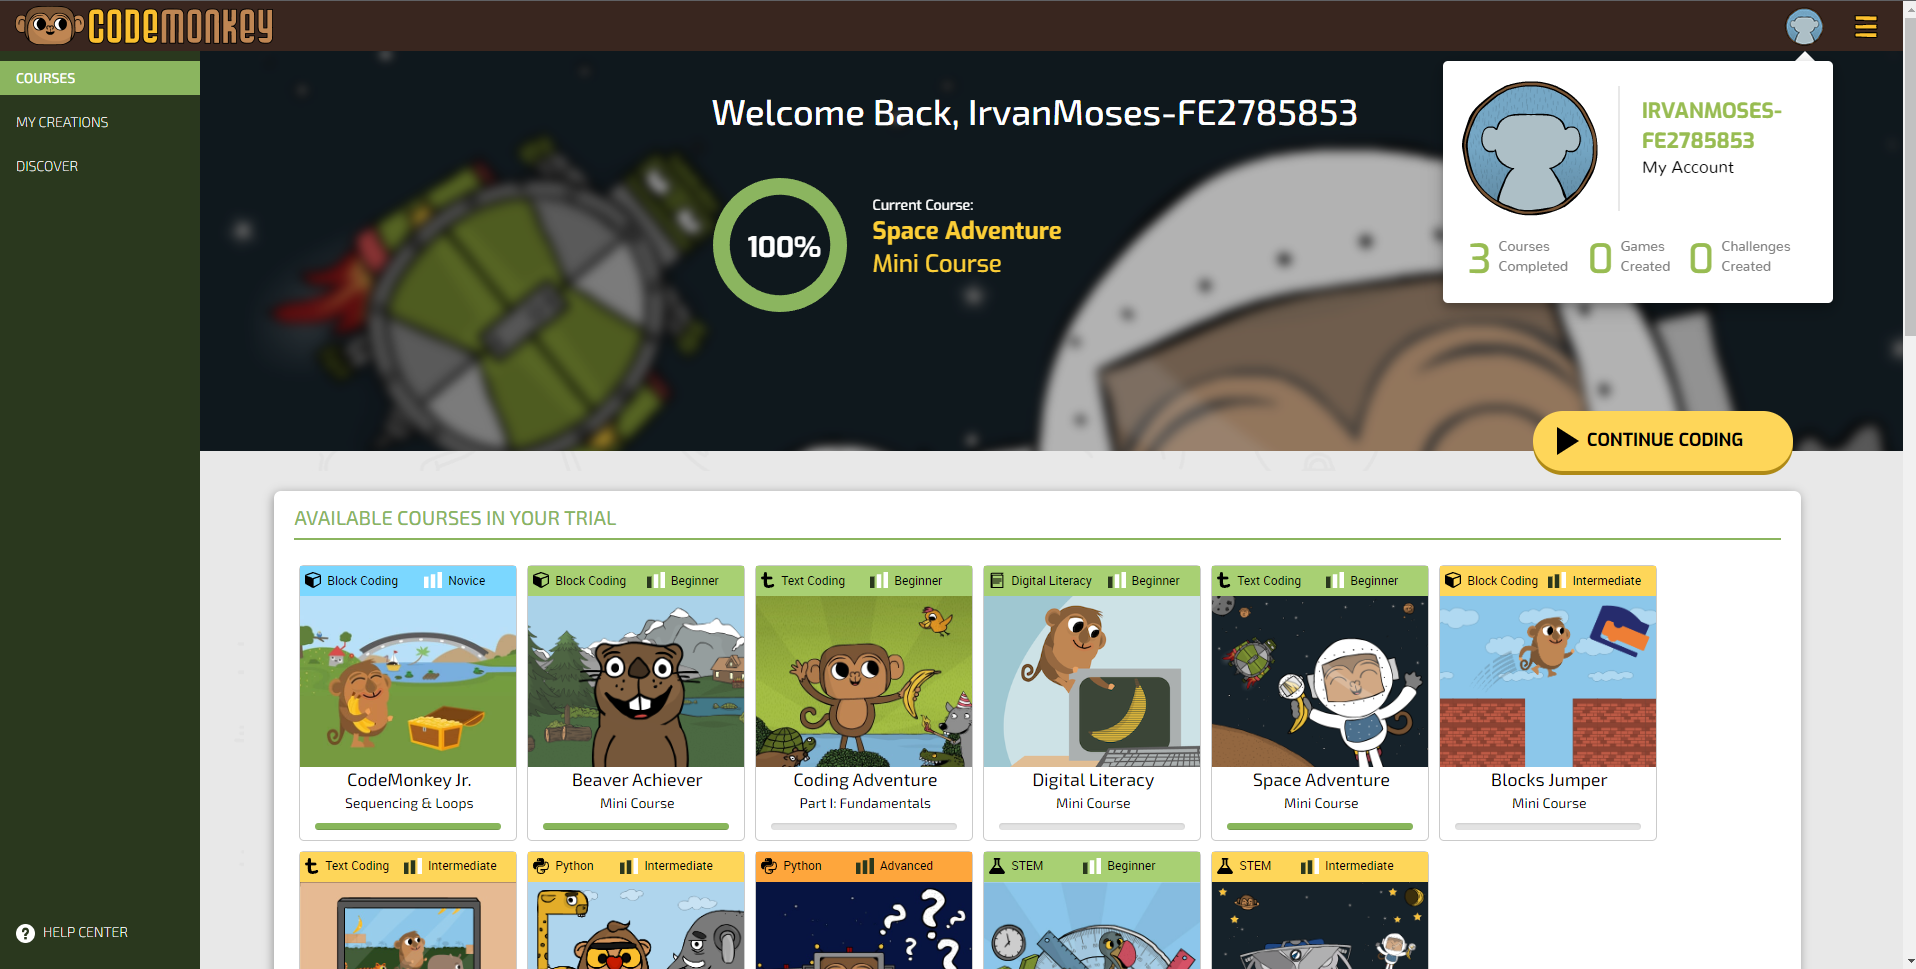 CODEMONKEY
COURSES
MY CREATIONS
DISCOVER
HELP CENTER
Welcome Back, IrvanMoses-FE2785853
100%
Current Course:
Space Adventure
Mini Course
IRVANMOSES-
FE2785853
My Account
3 Courses Completed
0 Games Created
0 Challenges Created
CONTINUE CODING
AVAILABLE COURSES IN YOUR TRIAL
Block Coding Novice
CodeMonkey Jr.
Sequencing & Loops
Block Coding Beginner
Beaver Achiever
Mini Course
Text Coding Beginner
Coding Adventure
Part I: Fundamentals
Digital Literacy Beginner
Digital Literacy
Mini Course
Text Coding Beginner
Space Adventure
Mini Course
Block Coding Intermediate
Blocks Jumper
Mini Course
Text Coding Intermediate
Python Intermediate
Python Advanced
? ? ? ?
STEM Beginner
STEM Intermediate